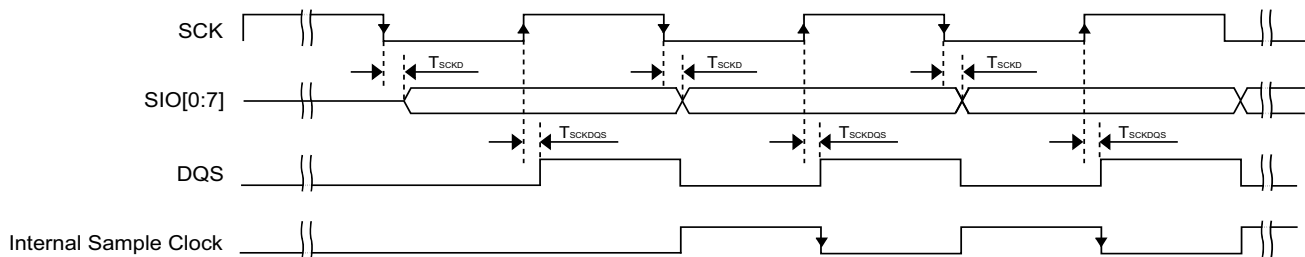 SCK
TSCKD TSCKD TSCKD
SIO[0:7]
TSCKDQS TSCKDQS TSCKDQS
DQS
Internal Sample Clock